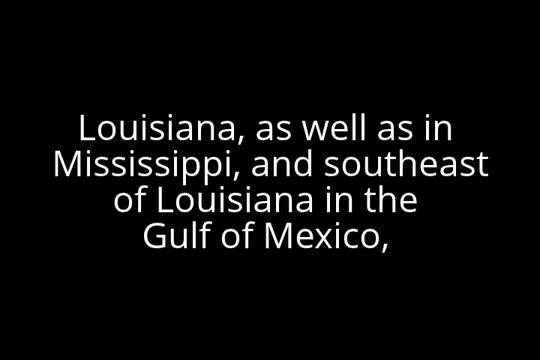 Louisiana, as well as in
Mississippi, and southeast
of Louisiana in the
Gulf of Mexico,